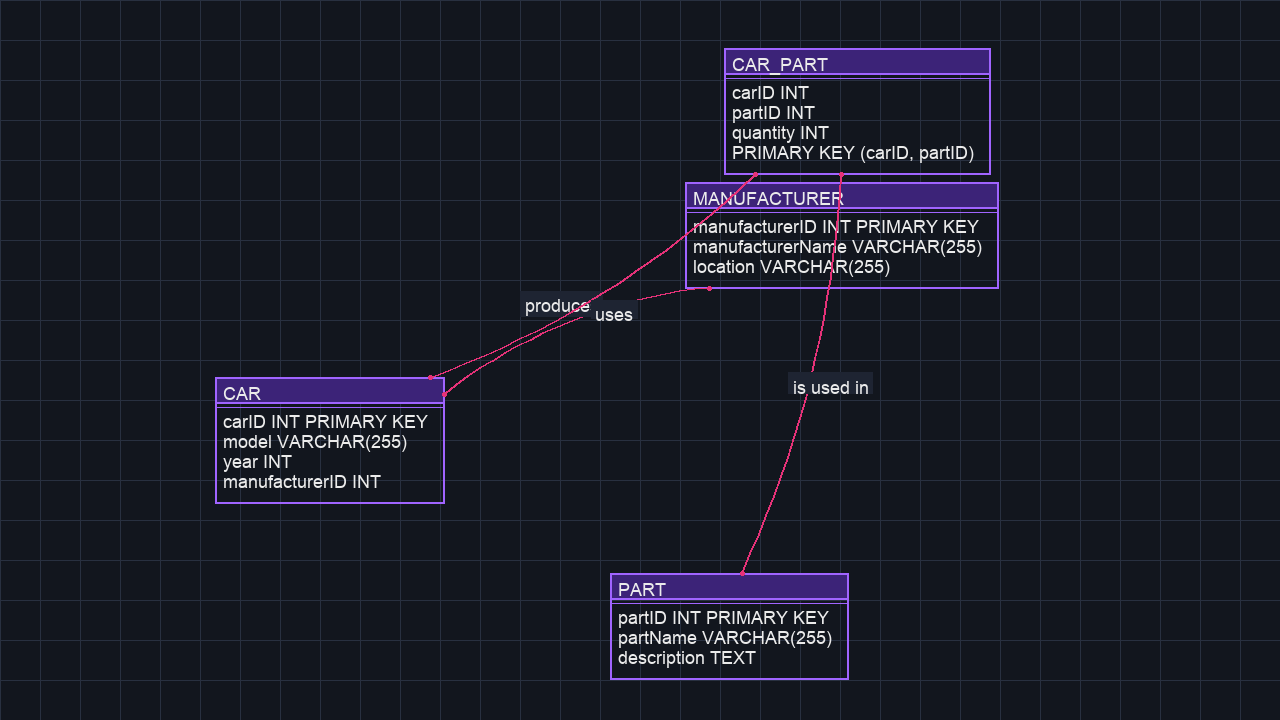 CAR_PART
carID INT
partID INT
quantity INT
PRIMARY KEY (carID, partID)
MANUFACTURER
manufacturerID INT PRIMARY KEY
manufacturerName VARCHAR(255)
location VARCHAR(255)
produce
uses
CAR
carID INT PRIMARY KEY
model VARCHAR(255)
year INT
manufacturerID INT
is used in
PART
partID INT PRIMARY KEY
partName VARCHAR(255)
description TEXT